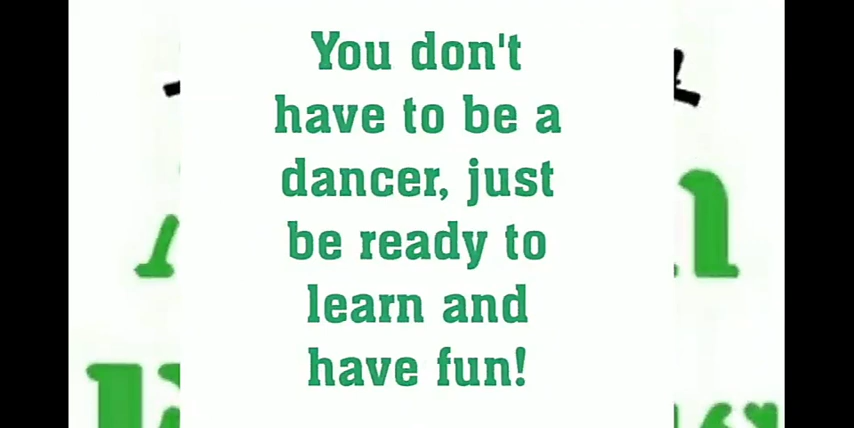 You don't
have to be a
dancer, just
be ready to
learn and
have fun!